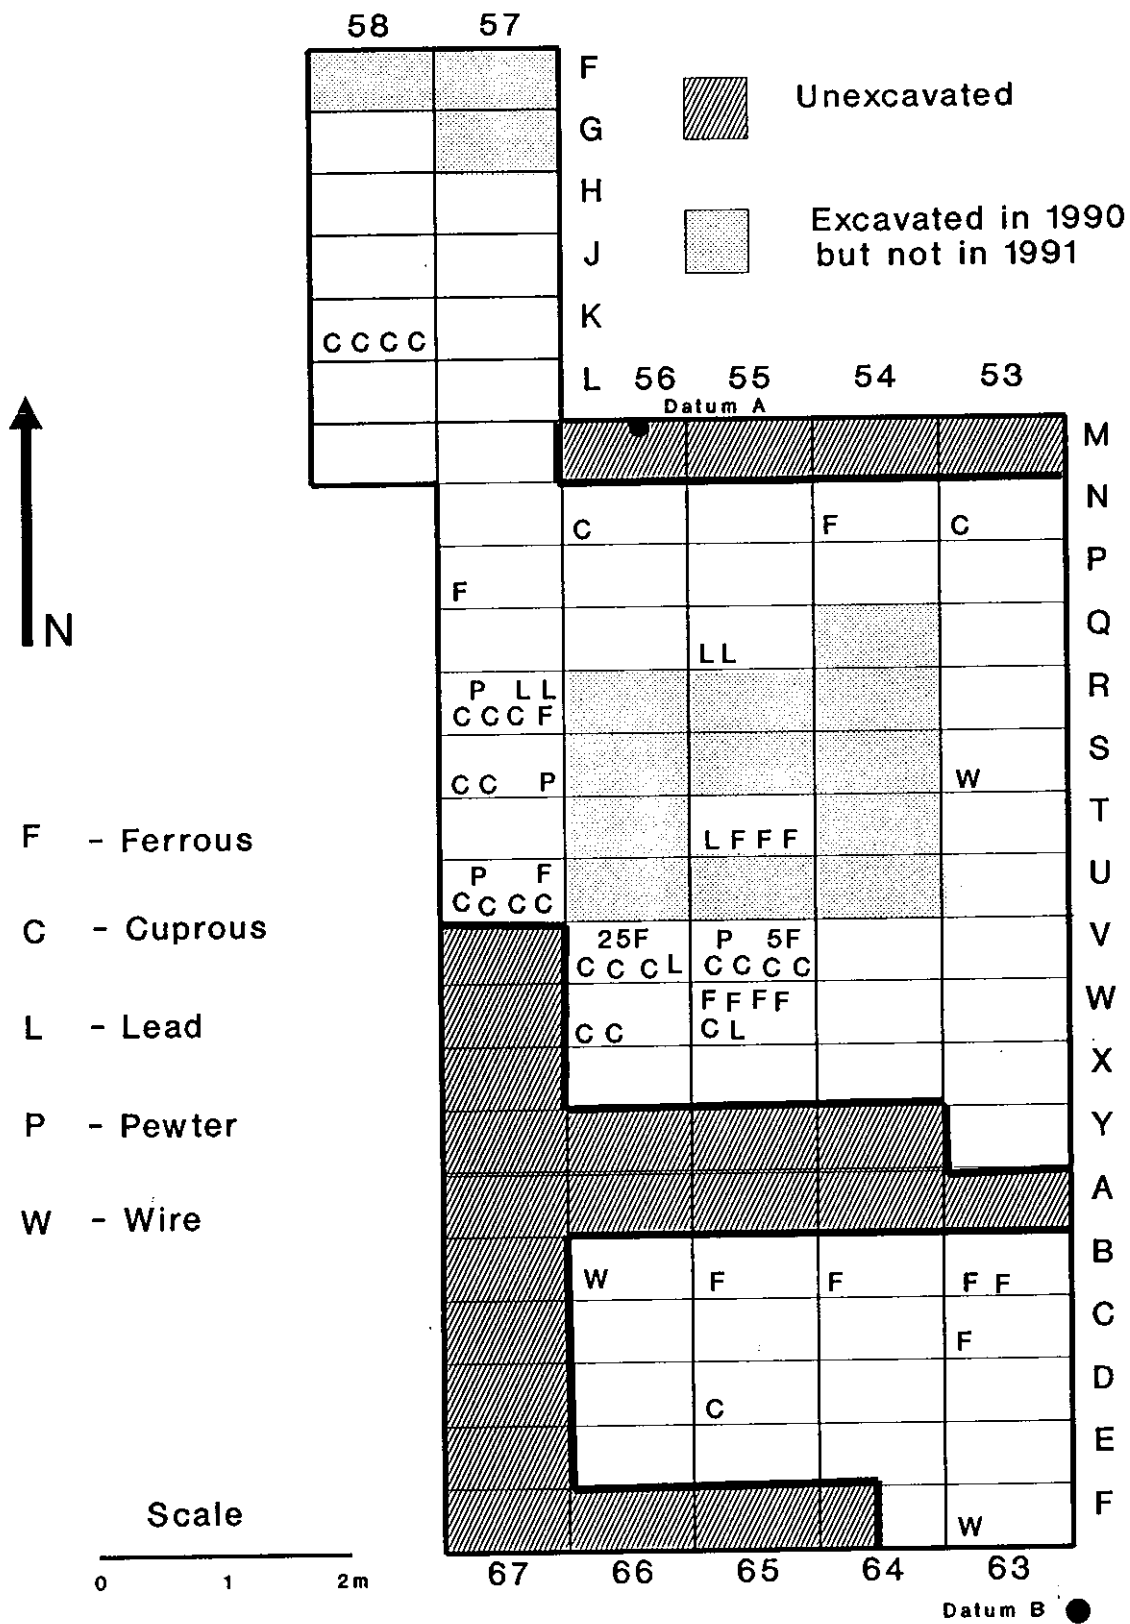 58 57
F
Unexcavated
G
H
Excavated in 1990
but not in 1991
J
K
C C C C
L 56 55 54 53
Datum A
M
N
C F C
P
F
Q
L L
R
P L L
C C C F
S
C C P W
T
L F F F
U
P F
C C C C
V
25F P 5F
C C C L C C C C
W
F F F F
C C C L
X
Y
A
B
W F F F F
C
F
D
C
E
F
W
67 66 65 64 63
Datum B
N
F - Ferrous
C - Cuprous
L - Lead
P - Pewter
W - Wire
Scale
0 1 2m